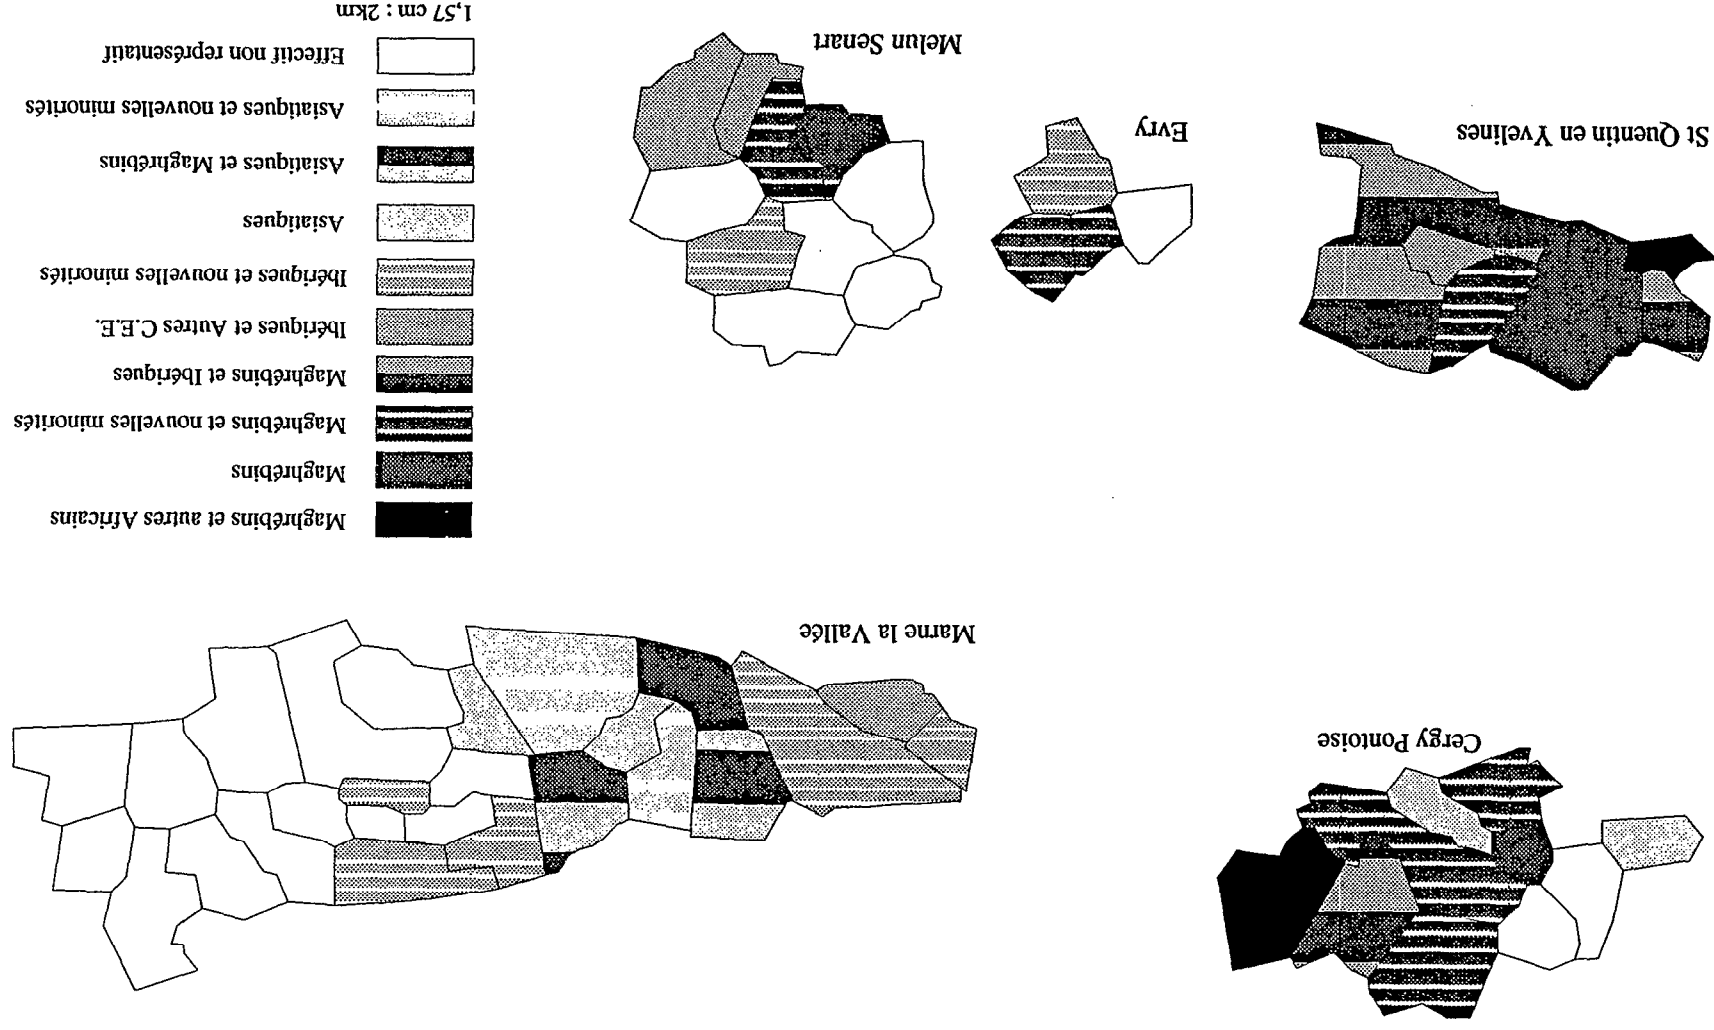 Cergy Pontoise
Marne la Vallée
Maghrébins et autres Africains
Maghrébins
Maghrébins et nouvelles minorités
Maghrébins et Ibériques
Ibériques et Autres C.E.E.
Ibériques et nouvelles minorités
Asiatiques
Asiatiques et Maghrébins
Asiatiques et nouvelles minorités
Effectif non représentatif
1,57 cm : 2km
St Quentin en Yvelines
Evry
Melun Senart